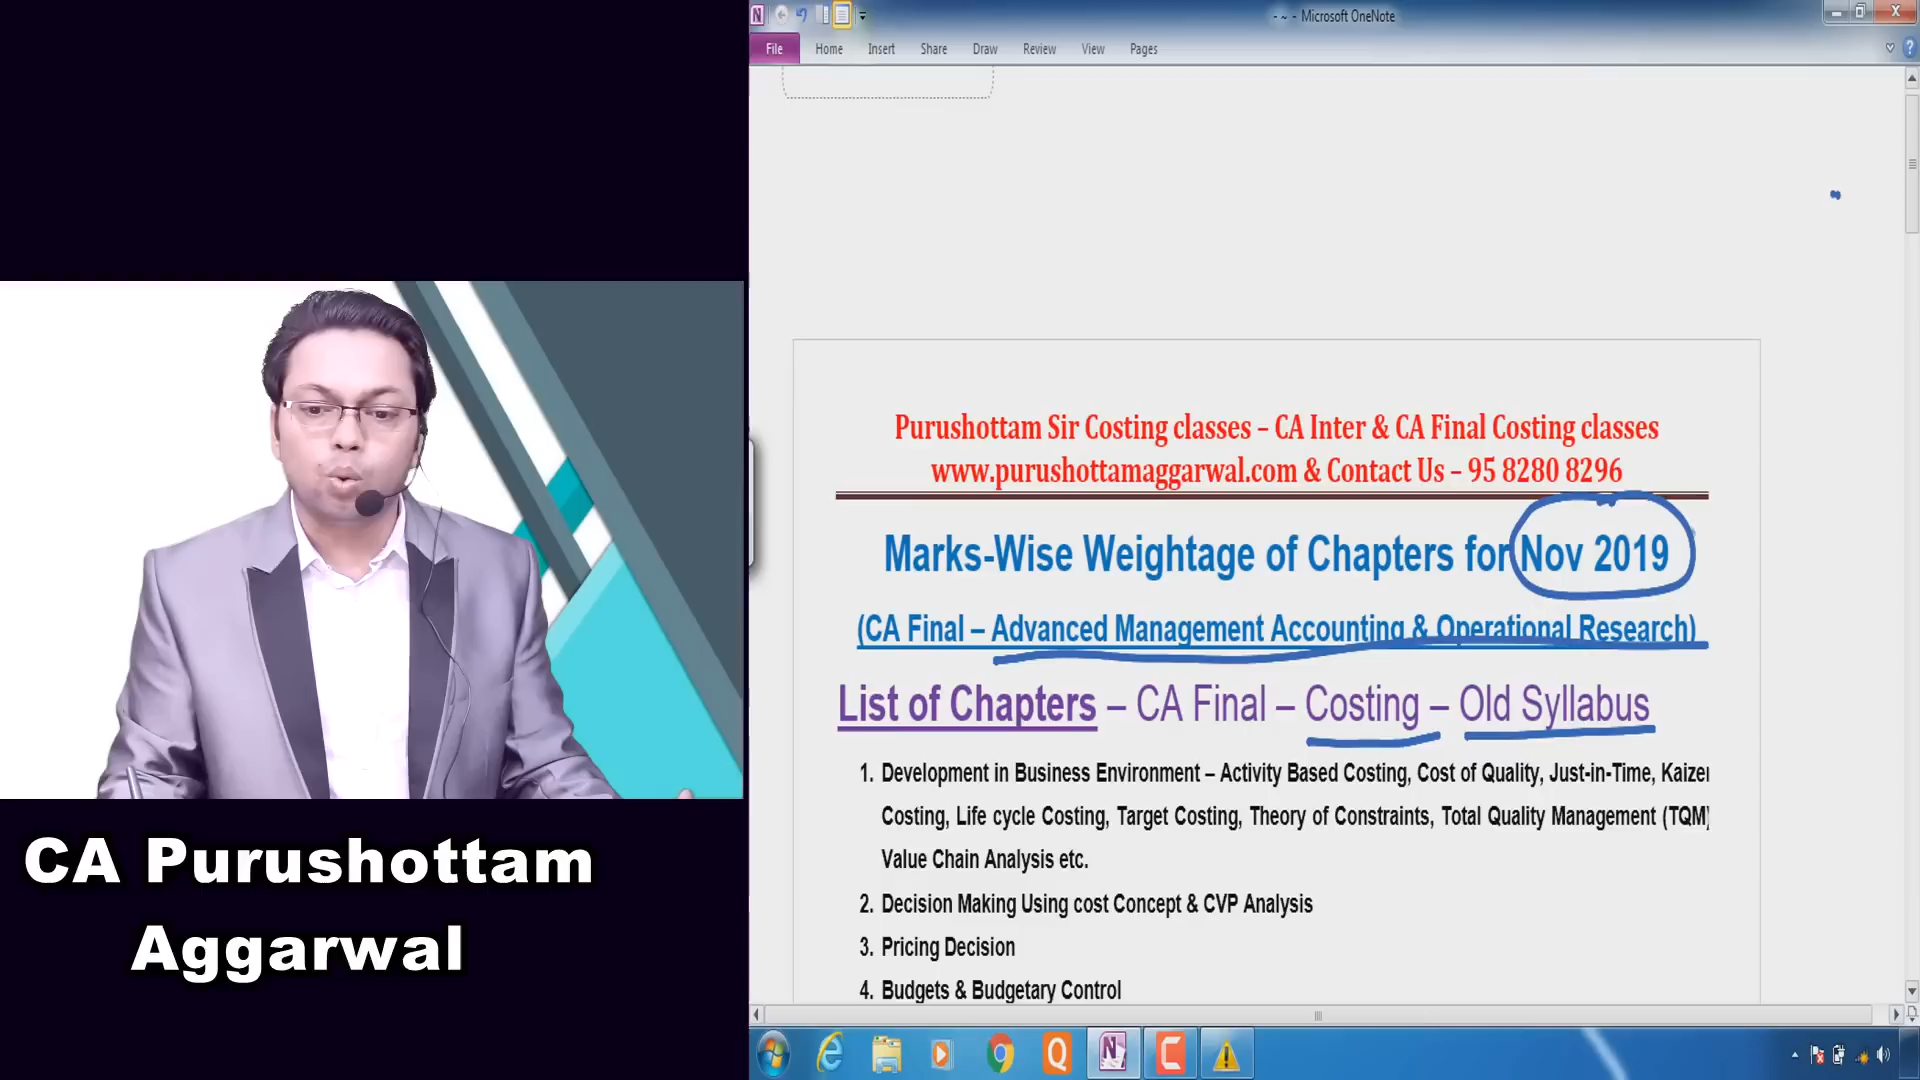 - ~ - Microsoft OneNote
File Home Insert Share Draw Review View Pages
Purushottam Sir Costing classes – CA Inter & CA Final Costing classes
www.purushottamaggarwal.com & Contact Us – 95 8280 8296
Marks-Wise Weightage of Chapters for Nov 2019
(CA Final – Advanced Management Accounting & Operational Research)
List of Chapters – CA Final – Costing – Old Syllabus
1. Development in Business Environment – Activity Based Costing, Cost of Quality, Just-in-Time, Kaizen
Costing, Life cycle Costing, Target Costing, Theory of Constraints, Total Quality Management (TQM)
Value Chain Analysis etc.
2. Decision Making Using cost Concept & CVP Analysis
3. Pricing Decision
4. Budgets & Budgetary Control
CA Purushottam
Aggarwal